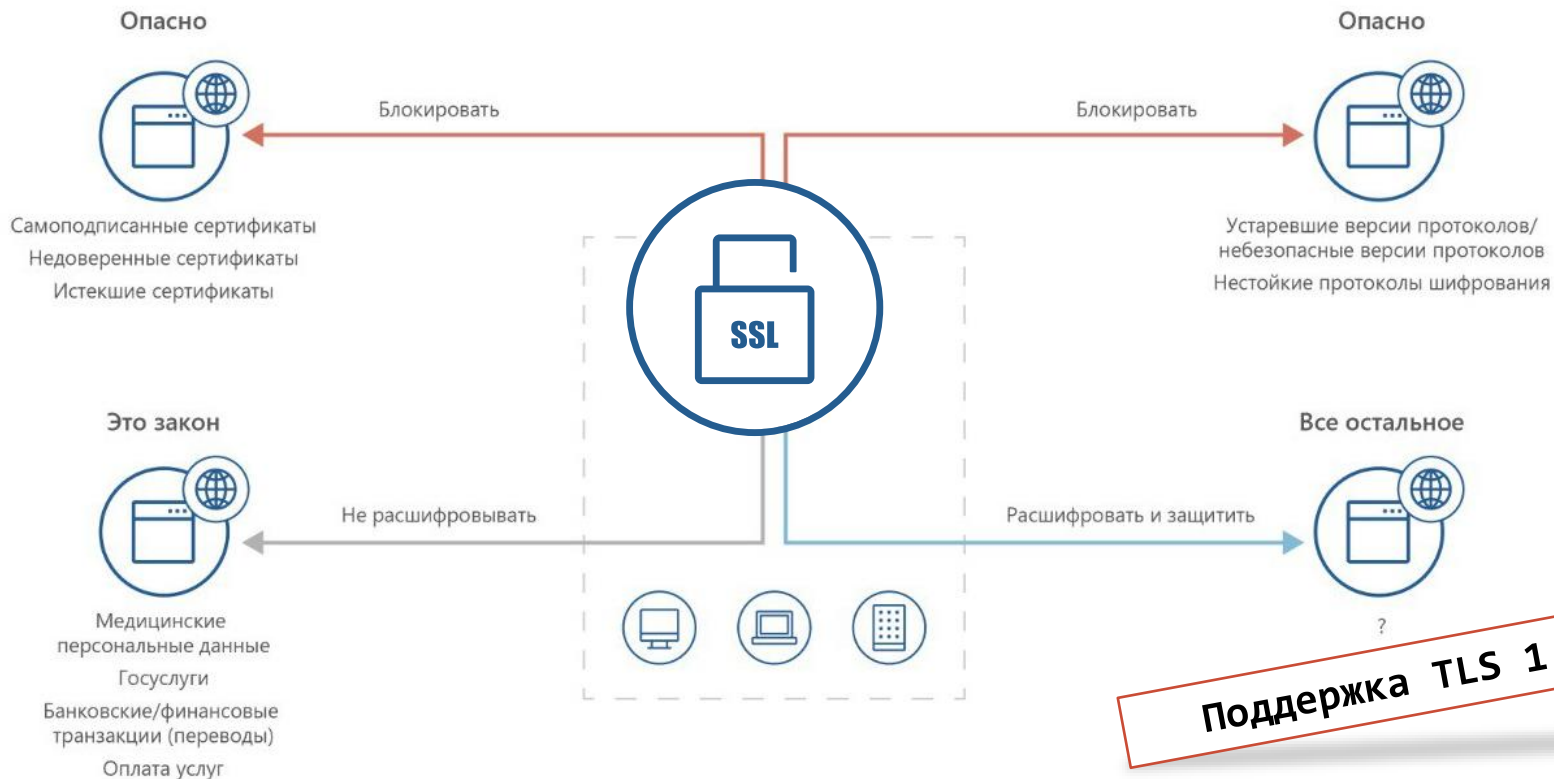 Опасно
Опасно
Блокировать
Блокировать
Самоподписанные сертификаты
Недоверенные сертификаты
Истекшие сертификаты
Устаревшие версии протоколов/
небезопасные версии протоколов
Нестойкие протоколы шифрования
SSL
Это закон
Все остальное
Не расшифровывать
Расшифровать и защитить
Медицинские
персональные данные
Госуслуги
Банковские/финансовые
транзакции (переводы)
Оплата услуг
?
Поддержка TLS 1